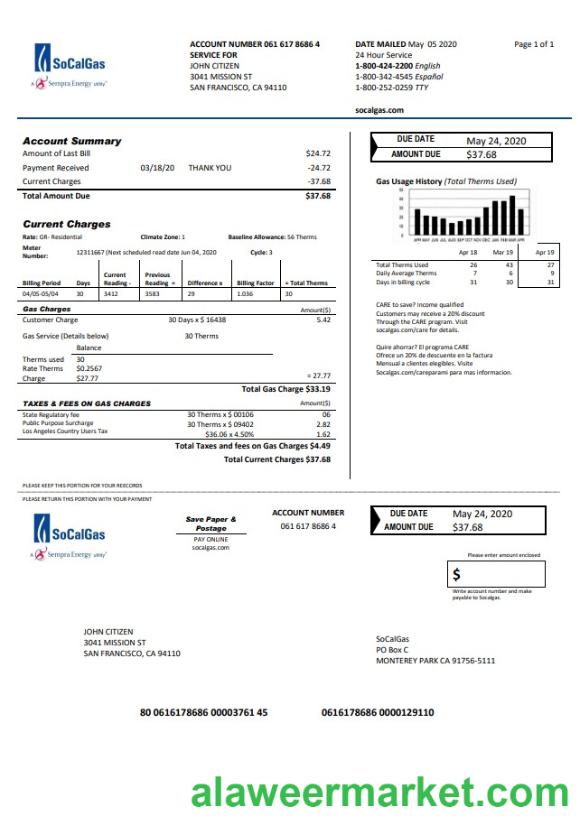 SoCalGas
A Sempra Energy utility
ACCOUNT NUMBER 061 617 8686 4
SERVICE FOR
JOHN CITIZEN
3041 MISSION ST
SAN FRANCISCO, CA 94110
DATE MAILED May 05 2020
24 Hour Service
1-800-424-2200 English
1-800-342-4545 Español
1-800-252-0259 TTY
socalgas.com
Page 1 of 1
Account Summary
Amount of Last Bill $24.72
Payment Received 03/18/20 THANK YOU -24.72
Current Charges -37.68
Total Amount Due $37.68
DUE DATE May 24, 2020
AMOUNT DUE $37.68
Current Charges
Rate: GR- Residential Climate Zone: 1 Baseline Allowance: 56 Therms
Meter
Number: 12311667 (Next scheduled read date Jun 04, 2020 Cycle: 3
Billing Period Days Current Reading - Previous Reading = Difference x Billing Factor = Total Therms
04/05-05/04 30 3412 3583 29 1.036 30
Gas Charges Amount($)
Customer Charge 30 Days x $ 16438 5.42
Gas Service (Details below) 30 Therms
Balance
Therms used 30
Rate Therms $0.2567
Charge $27.77 = 27.77
Total Gas Charge $33.19
TAXES & FEES ON GAS CHARGES Amount($)
State Regulatory fee 30 Therms x $ 00106 06
Public Purpose Surcharge 30 Therms x $ 09402 2.82
Los Angeles Country Users Tax $36.06 x 4.50% 1.62
Total Taxes and fees on Gas Charges $4.49
Total Current Charges $37.68
Gas Usage History (Total Therms Used)
50
40
30
20
10
0
APR MAY JUN JUL AUG SEP OCT NOV DEC JAN FEB MAR APR
Apr 18 Mar 19 Apr 19
Total Therms Used 26 43 27
Daily Average Therms 7 6 9
Days in billing cycle 31 30 31
CARE to save? Income qualified
Customers may receive a 20% discount
Through the CARE program. Visit
socalgas.com/care for details.
Quire ahorrar? El programa CARE
Ofrece un 20% de descuente en la factura
Mensual a clientes elegibles. Visite
Socalgas.com/careparami para mas informacion.
PLEASE KEEP THIS PORTION FOR YOUR REECORDS
PLEASE RETURN THIS PORTION WITH YOUR PAYMENT
SoCalGas
A Sempra Energy utility
Save Paper &
Postage
PAY ONLINE
socalgas.com
ACCOUNT NUMBER
061 617 8686 4
DUE DATE May 24, 2020
AMOUNT DUE $37.68
Please enter amount enclosed
$
Write account number and make
payable to Socalgas.
JOHN CITIZEN
3041 MISSION ST
SAN FRANCISCO, CA 94110
SoCalGas
PO Box C
MONTEREY PARK CA 91756-5111
80 0616178686 00003761 45 0616178686 0000129110
alaweermarket.com